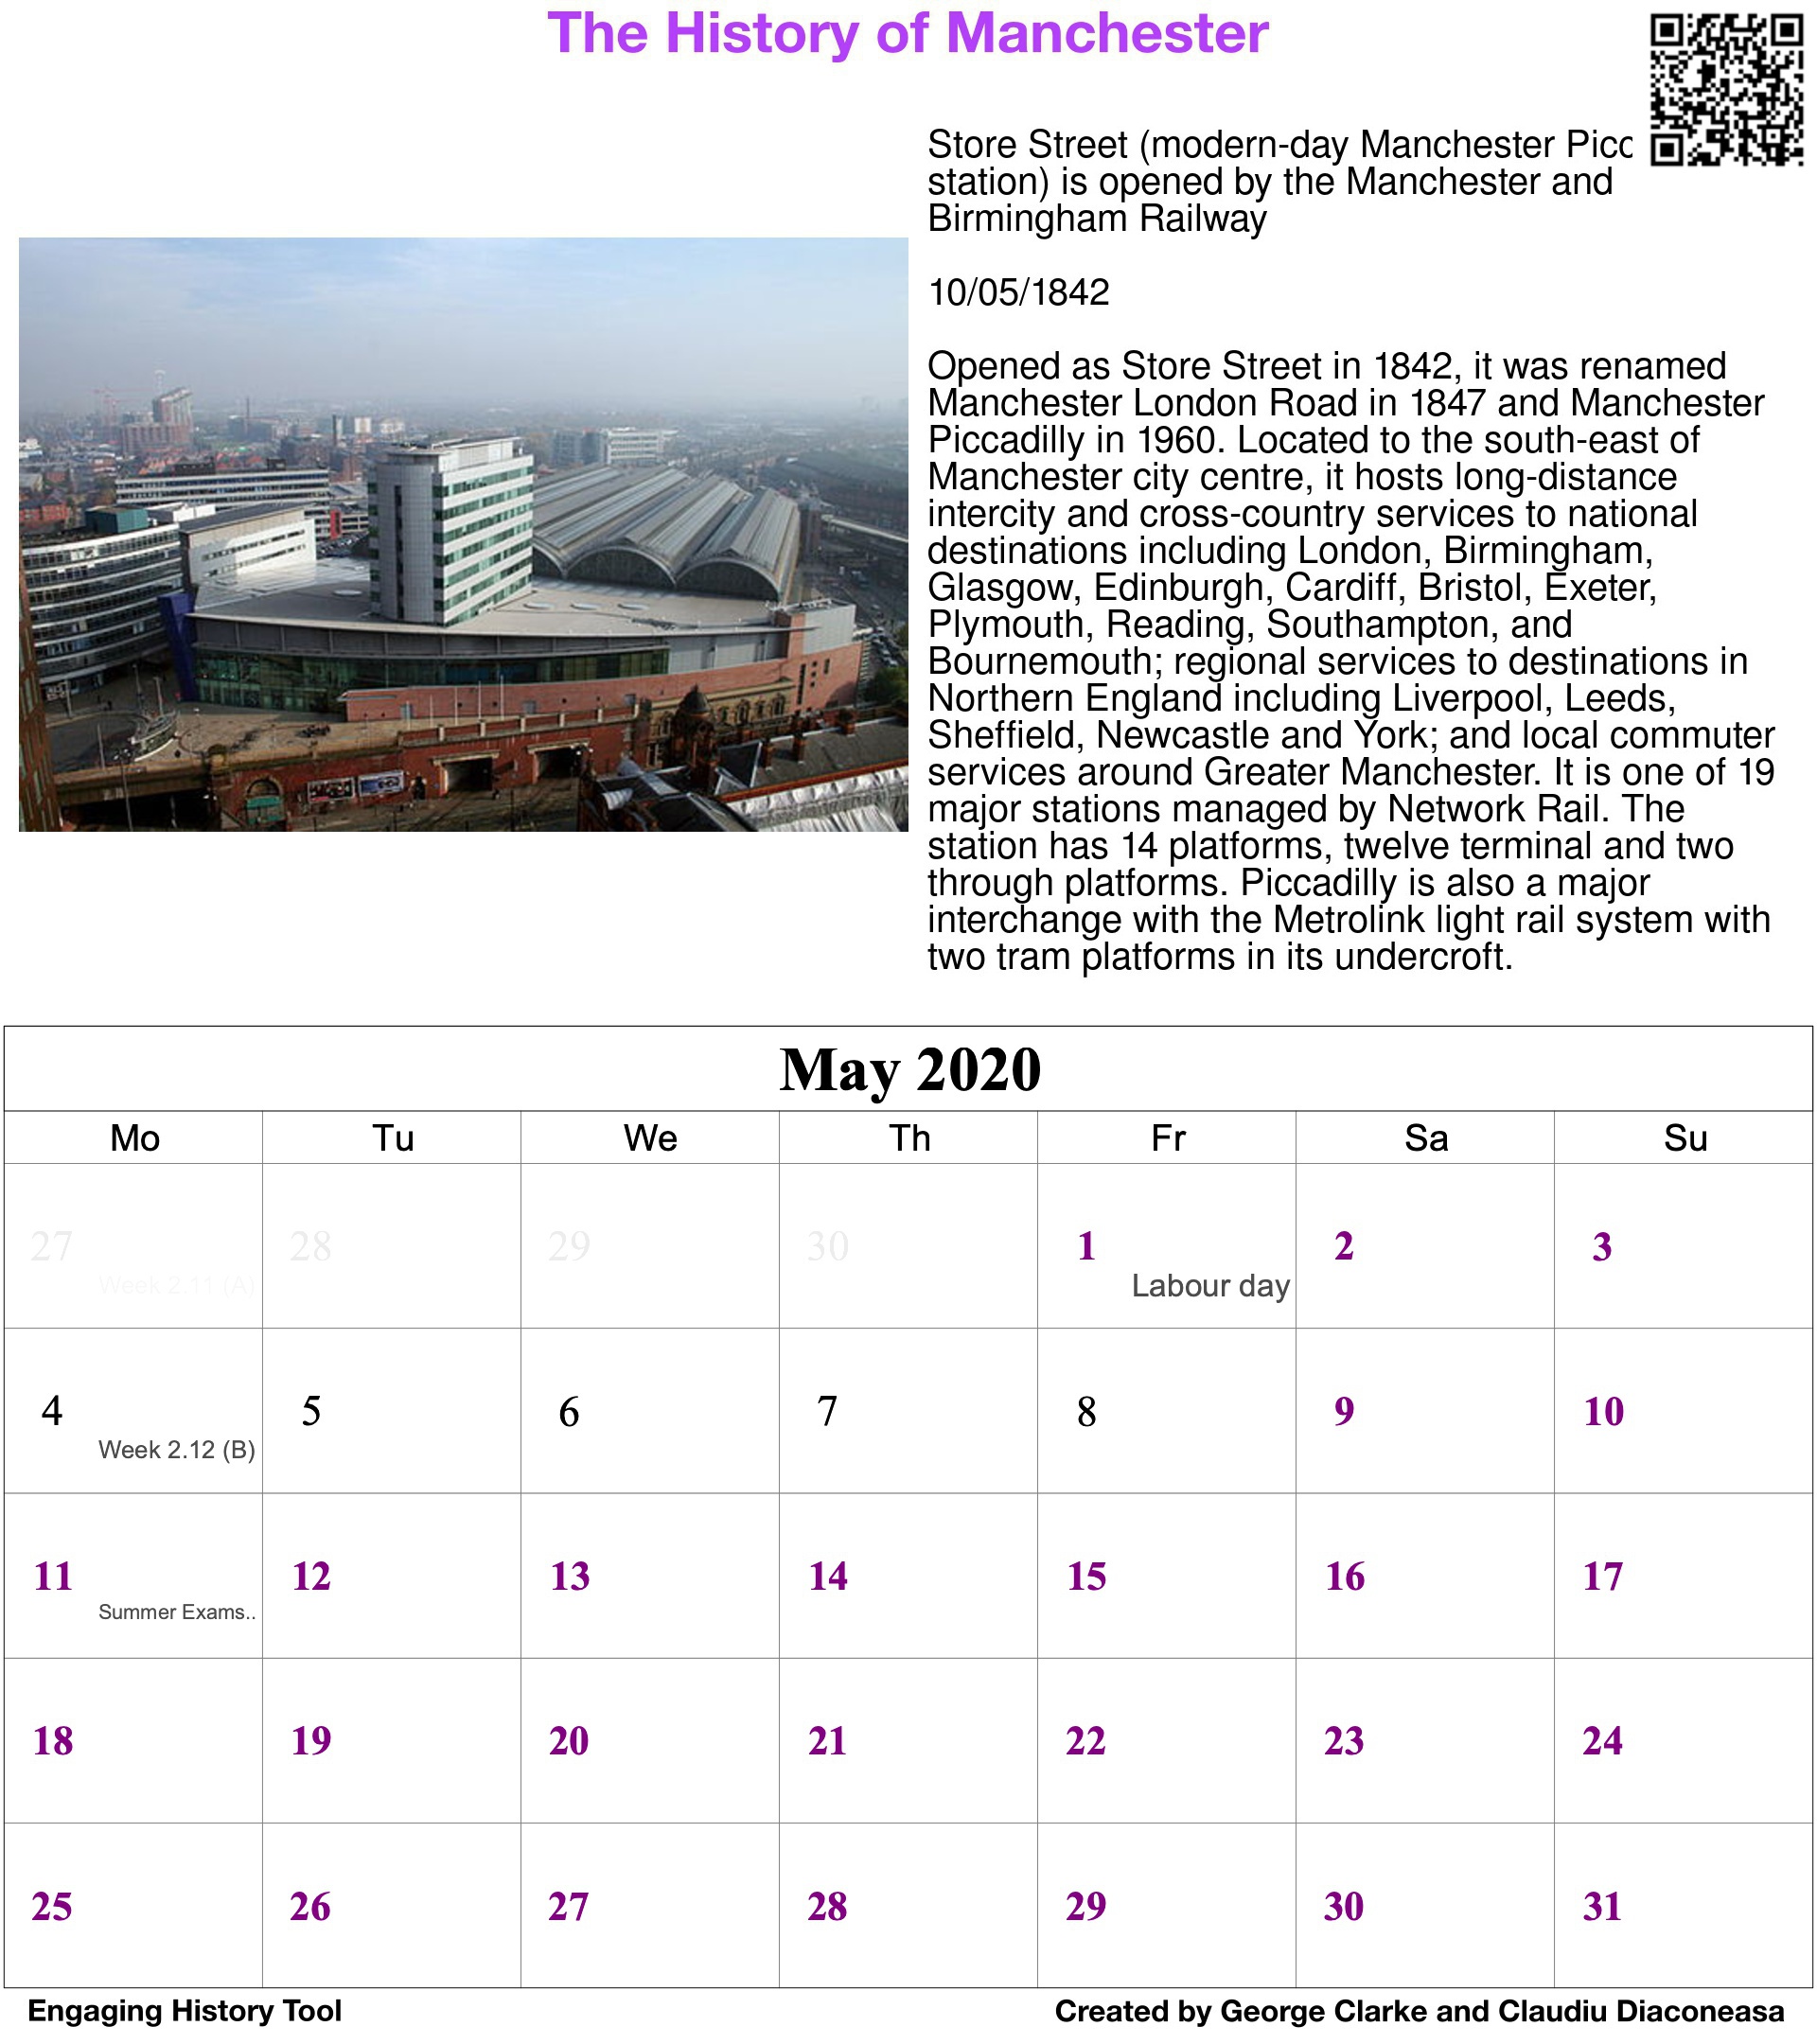 The History of Manchester
Store Street (modern-day Manchester Picc
station) is opened by the Manchester and
Birmingham Railway
10/05/1842
Opened as Store Street in 1842, it was renamed
Manchester London Road in 1847 and Manchester
Piccadilly in 1960. Located to the south-east of
Manchester city centre, it hosts long-distance
intercity and cross-country services to national
destinations including London, Birmingham,
Glasgow, Edinburgh, Cardiff, Bristol, Exeter,
Plymouth, Reading, Southampton, and
Bournemouth; regional services to destinations in
Northern England including Liverpool, Leeds,
Sheffield, Newcastle and York; and local commuter
services around Greater Manchester. It is one of 19
major stations managed by Network Rail. The
station has 14 platforms, twelve terminal and two
through platforms. Piccadilly is also a major
interchange with the Metrolink light rail system with
two tram platforms in its undercroft.
May 2020
Mo Tu We Th Fr Sa Su
27 28 29 30 1 2 3
Week 2.11 (A) Labour day
4 5 6 7 8 9 10
Week 2.12 (B)
11 12 13 14 15 16 17
Summer Exams..
18 19 20 21 22 23 24
25 26 27 28 29 30 31
Engaging History Tool Created by George Clarke and Claudiu Diaconeasa